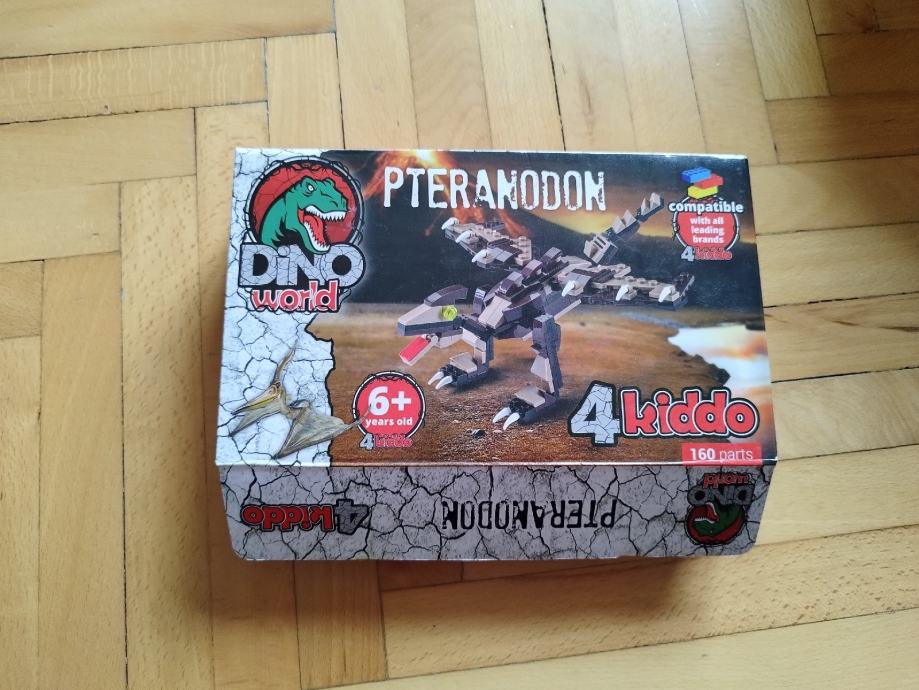 PTERANODON
DINO
world
compatible
with all
leading
brands
4kiddo
6+
years old
4kiddo
4kiddo
160 parts
4kiddo
PTERANODON
DINO
world